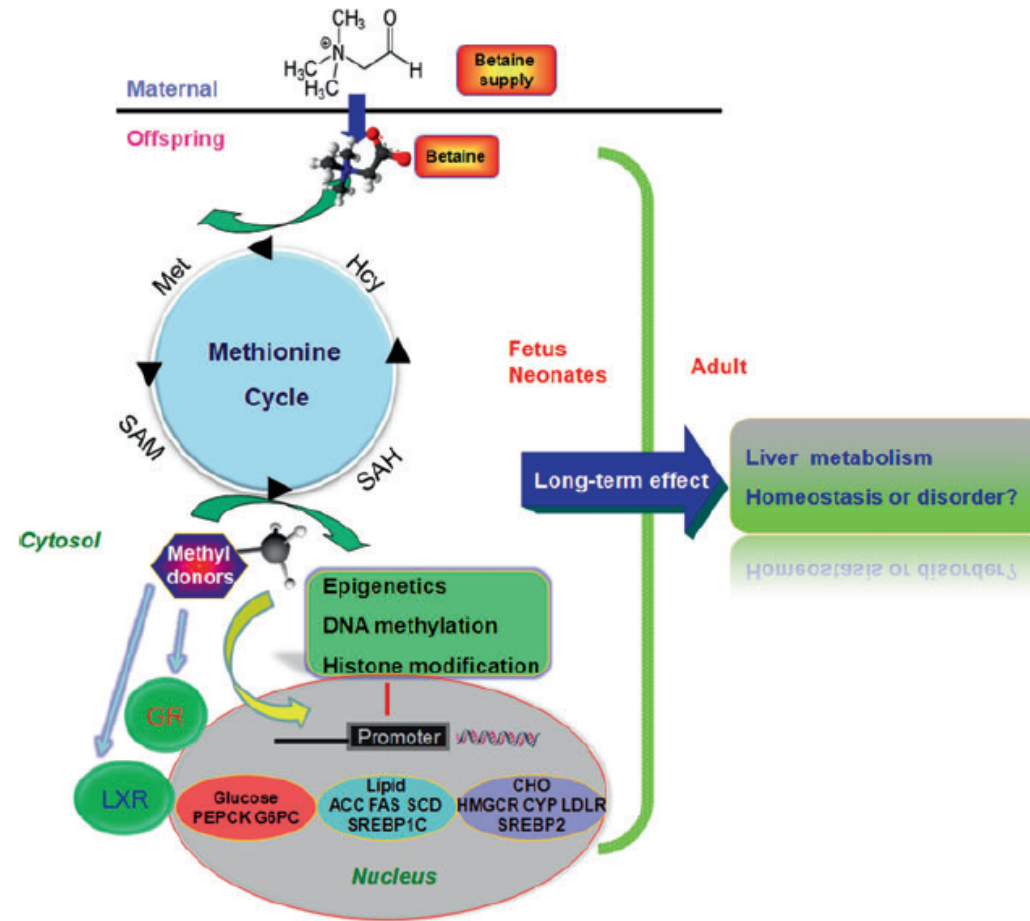 CH₃
O
H₃C
N
⊕
H₃C
H
Betaine
supply
Maternal
Offspring
Betaine
Met
Hcy
Methionine
Cycle
SAM
SAH
Fetus
Neonates
Adult
Long-term effect
Liver metabolism
Homeostasis or disorder?
Homeostasis or disorder?
Cytosol
Methyl
donors
Epigenetics
DNA methylation
Histone modification
GR
Promoter
LXR
Glucose
PEPCK G6PC
Lipid
ACC FAS SCD
SREBP1C
CHO
HMGCR CYP LDLR
SREBP2
Nucleus